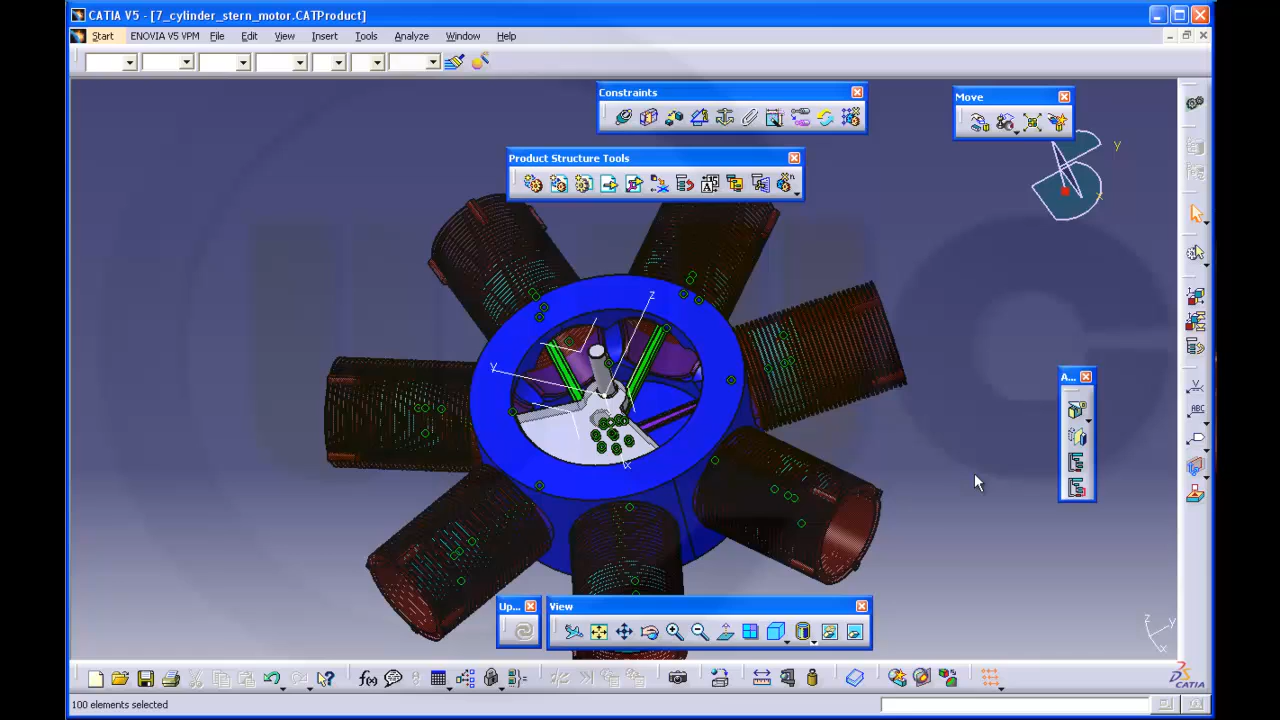 CATIA V5 - [7_cylinder_stern_motor.CATProduct]
Start ENOVIA V5 VPM File Edit View Insert Tools Analyze Window Help
Constraints
Move
Product Structure Tools
Y
X
Z
Y
X
A...
Up...
View
Z
Y
X
CATIA
100 elements selected